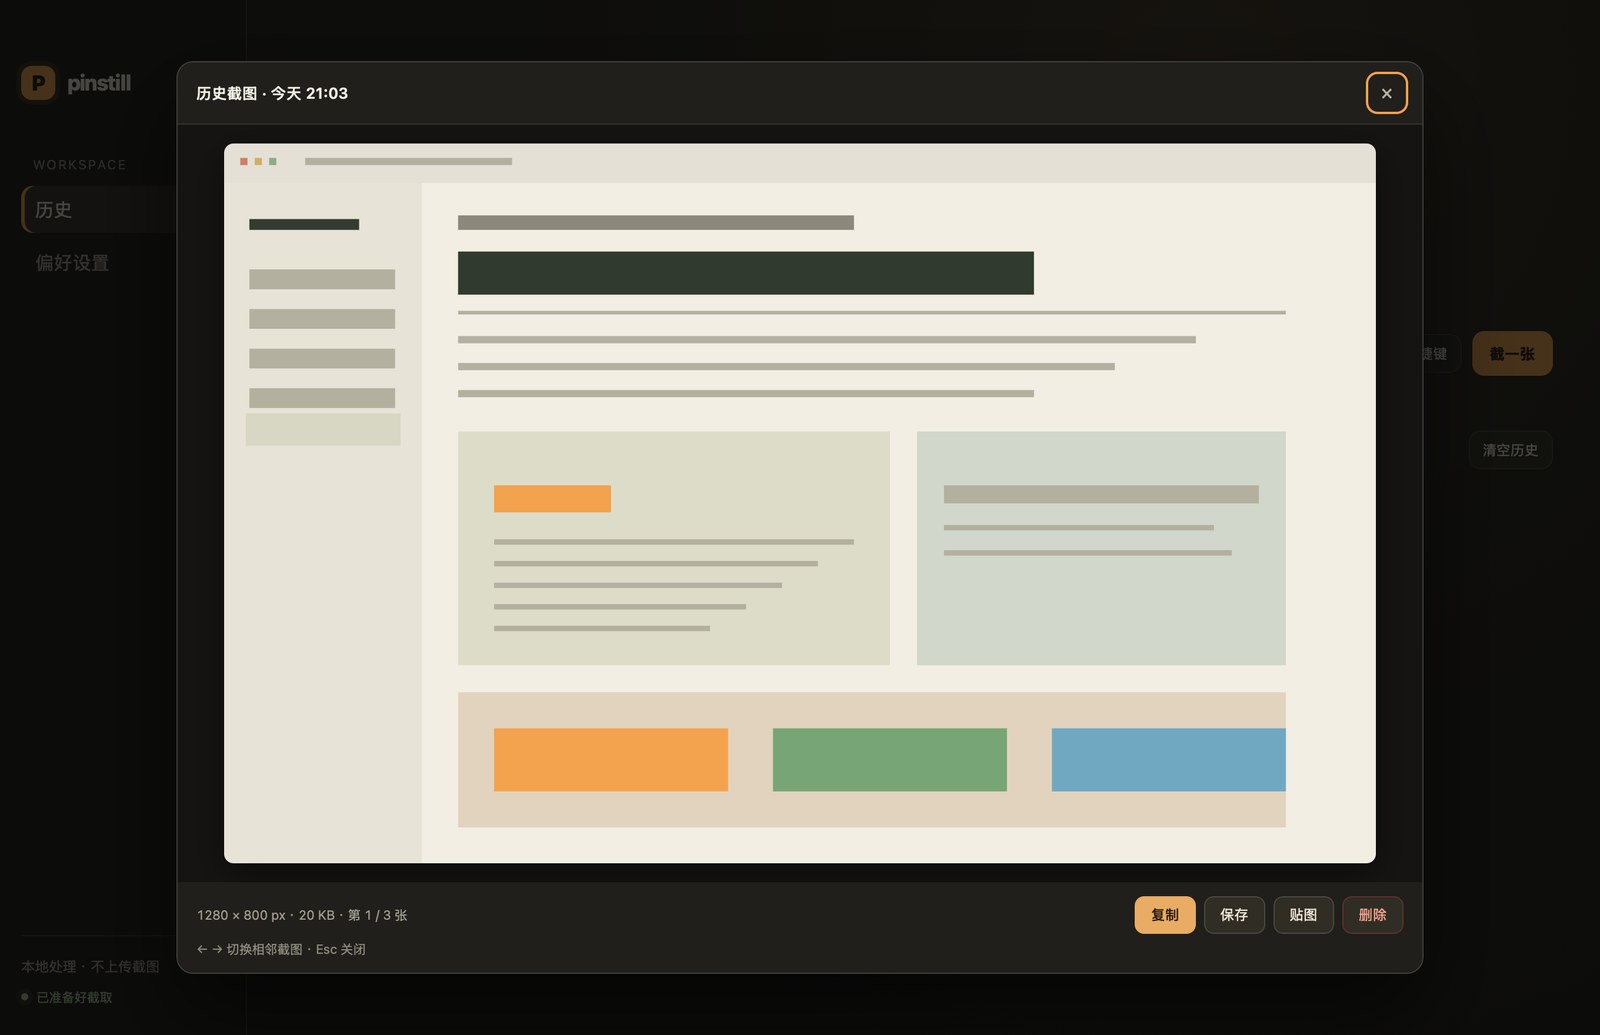 P pinstill
WORKSPACE
历史
偏好设置
历史截图 · 今天 21:03
×
捷键
截一张
清空历史
1280 × 800 px · 20 KB · 第 1 / 3 张
← → 切换相邻截图 · Esc 关闭
复制
保存
贴图
删除
本地处理 · 不上传截图
已准备好截取